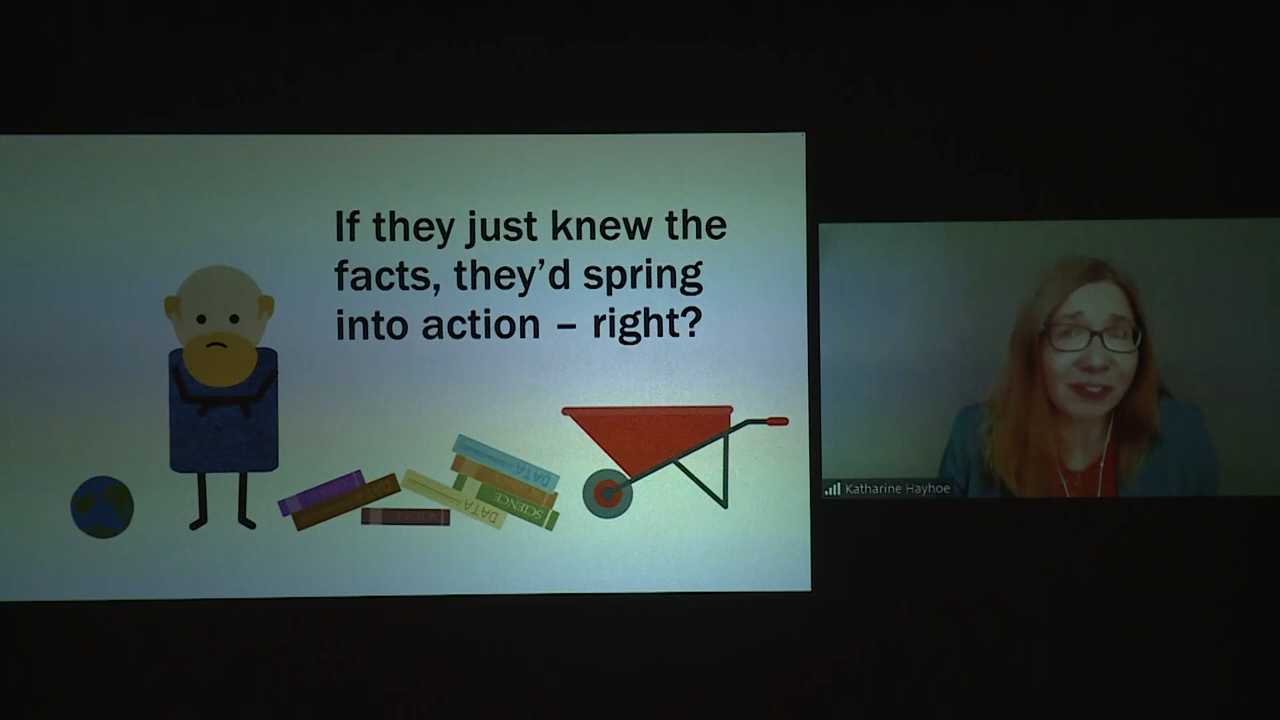 If they just knew the
facts, they’d spring
into action – right?
DATA
SCIENCE
DATA
Katharine Hayhoe